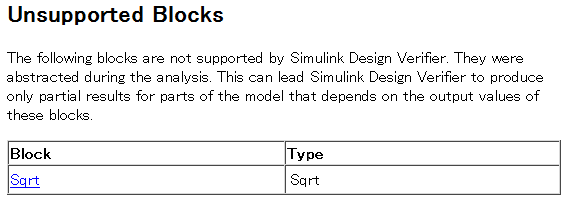 Unsupported Blocks
The following blocks are not supported by Simulink Design Verifier. They were
abstracted during the analysis. This can lead Simulink Design Verifier to produce
only partial results for parts of the model that depends on the output values of
these blocks.
Block Type
Sqrt Sqrt